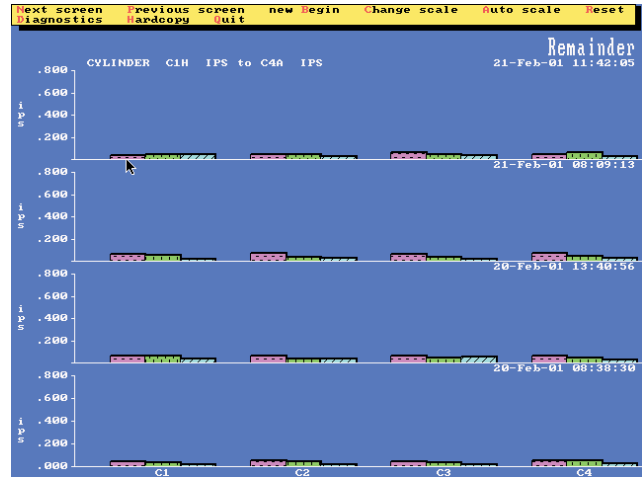 Next screen Previous screen new Begin Change scale Auto scale Reset
Diagnostics Hardcopy Quit
Remainder
CYLINDER C1H IPS to C4A IPS 21-Feb-01 11:42:05
.800
.600
.400
.200
ips
21-Feb-01 08:09:13
.800
.600
.400
.200
ips
20-Feb-01 13:40:56
.800
.600
.400
.200
ips
20-Feb-01 08:38:30
.800
.600
.400
.200
.000
ips
C1 C2 C3 C4